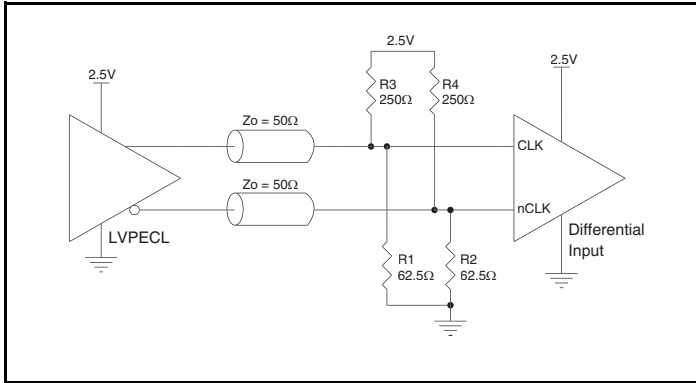 2.5V
2.5V
2.5V
R3
250Ω
R4
250Ω
Zo = 50Ω
CLK
Zo = 50Ω
nCLK
LVPECL
Differential
Input
R1
62.5Ω
R2
62.5Ω